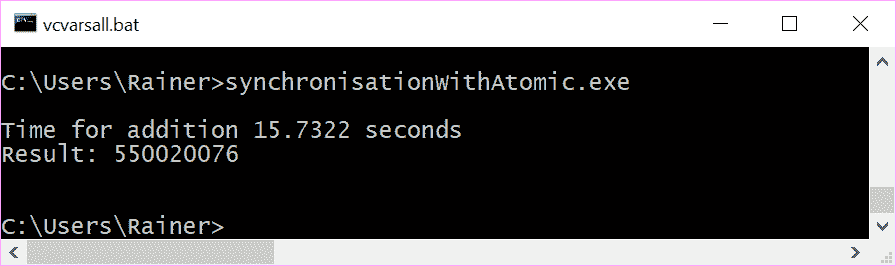 vcvarsall.bat
C:\Users\Rainer>synchronisationWithAtomic.exe
Time for addition 15.7322 seconds
Result: 550020076
C:\Users\Rainer>